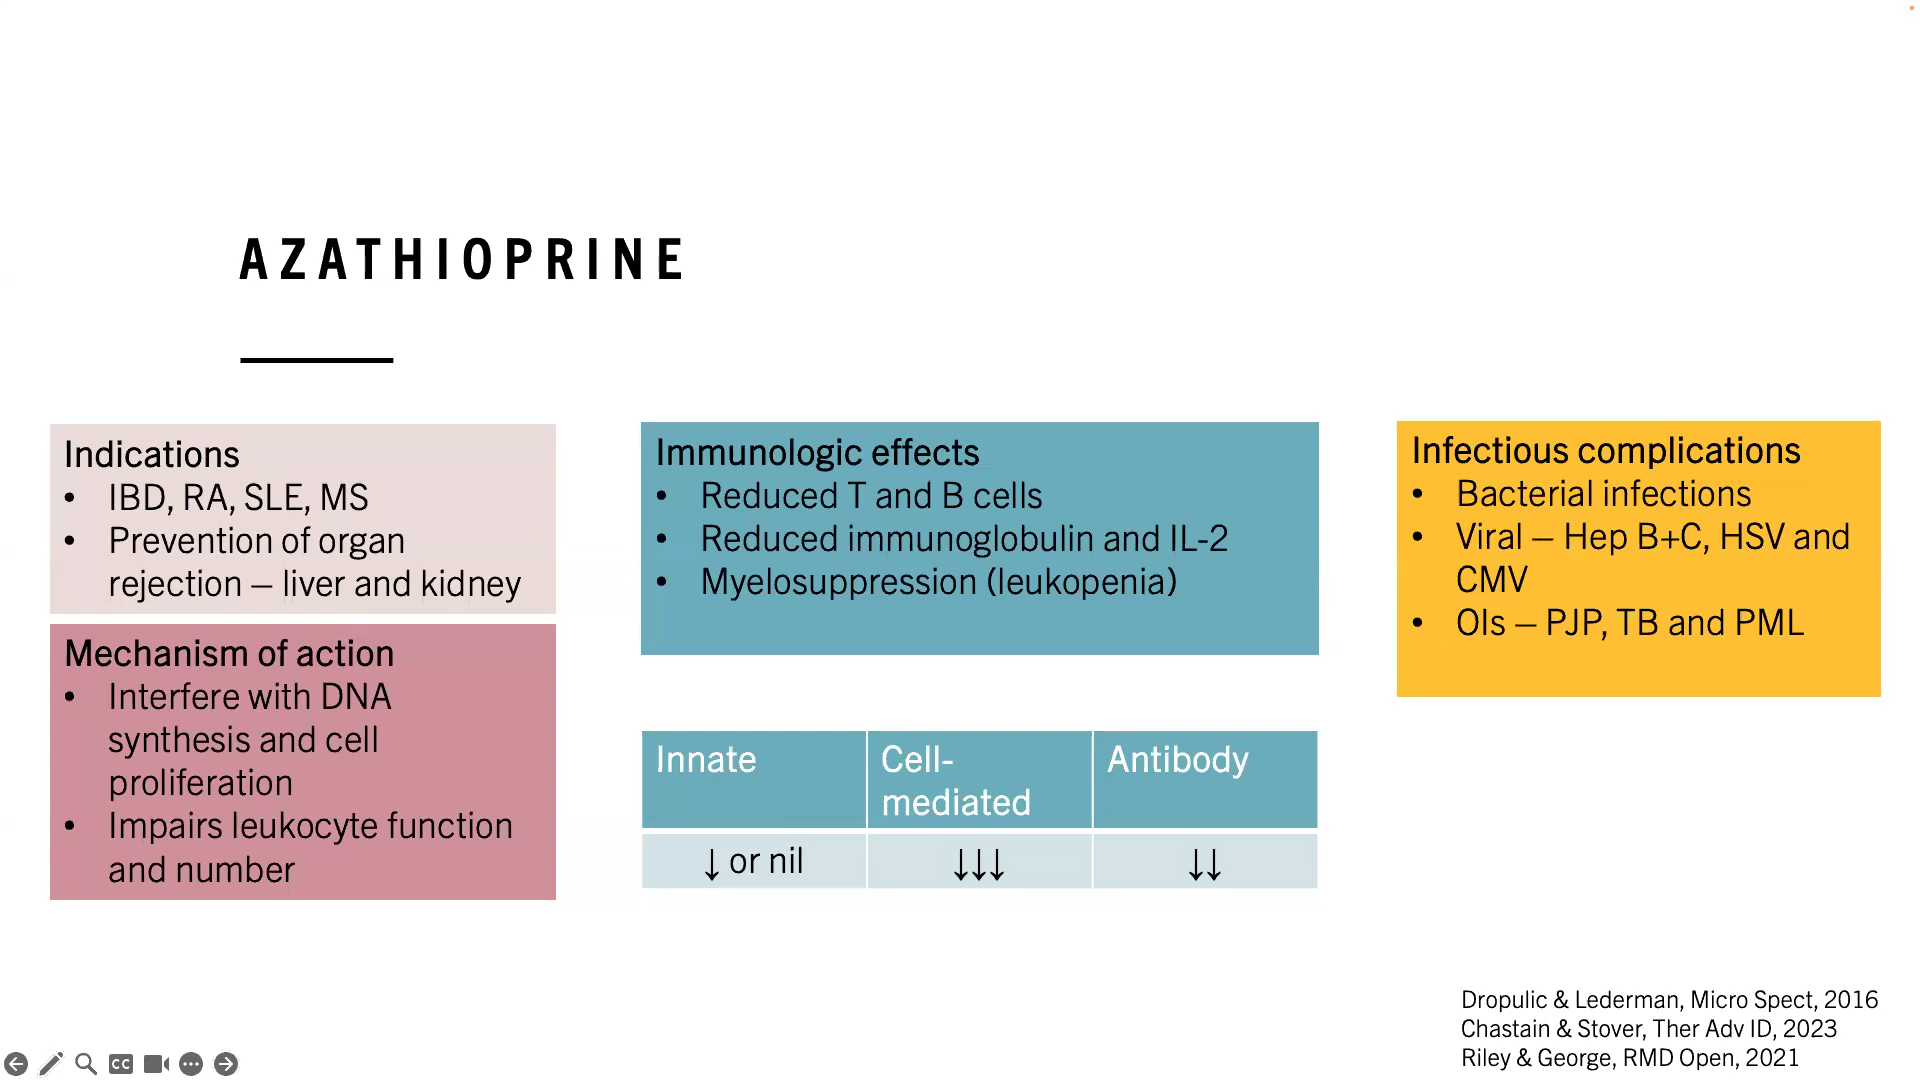 AZATHIOPRINE
Indications
• IBD, RA, SLE, MS
• Prevention of organ
rejection – liver and kidney
Mechanism of action
• Interfere with DNA
synthesis and cell
proliferation
• Impairs leukocyte function
and number
Immunologic effects
• Reduced T and B cells
• Reduced immunoglobulin and IL-2
• Myelosuppression (leukopenia)
Innate
Cell-
mediated
Antibody
↓ or nil
↓↓↓
↓↓
Infectious complications
• Bacterial infections
• Viral – Hep B+C, HSV and
CMV
• OIs – PJP, TB and PML
Dropulic & Lederman, Micro Spect, 2016
Chastain & Stover, Ther Adv ID, 2023
Riley & George, RMD Open, 2021
CC